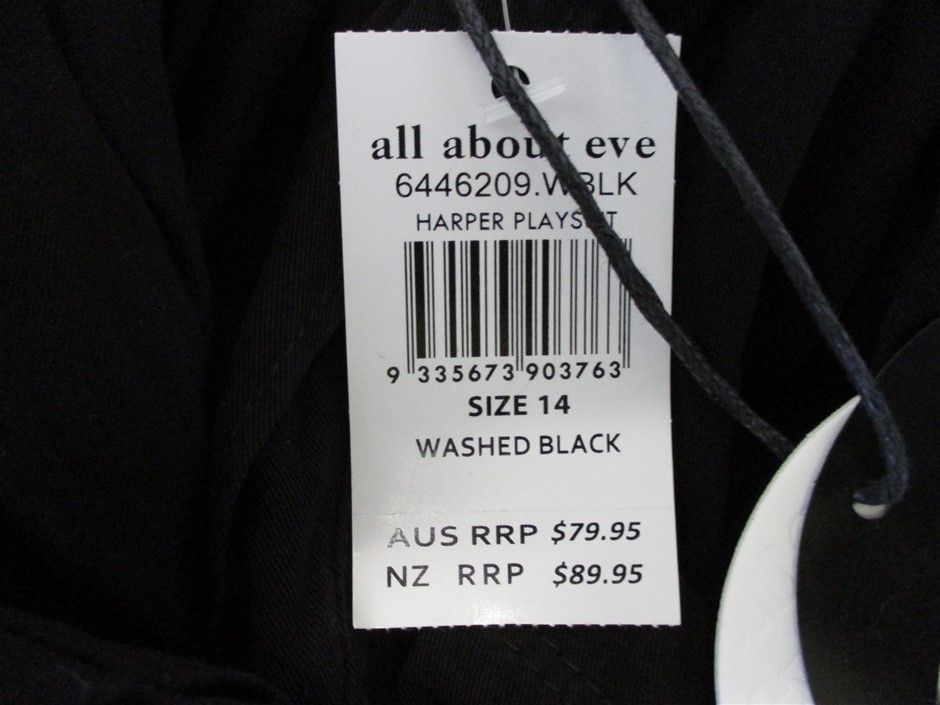 all about eve
6446209.WBLK
HARPER PLAYSUIT
9 335673 903763
SIZE 14
WASHED BLACK
AUS RRP $79.95
NZ RRP $89.95